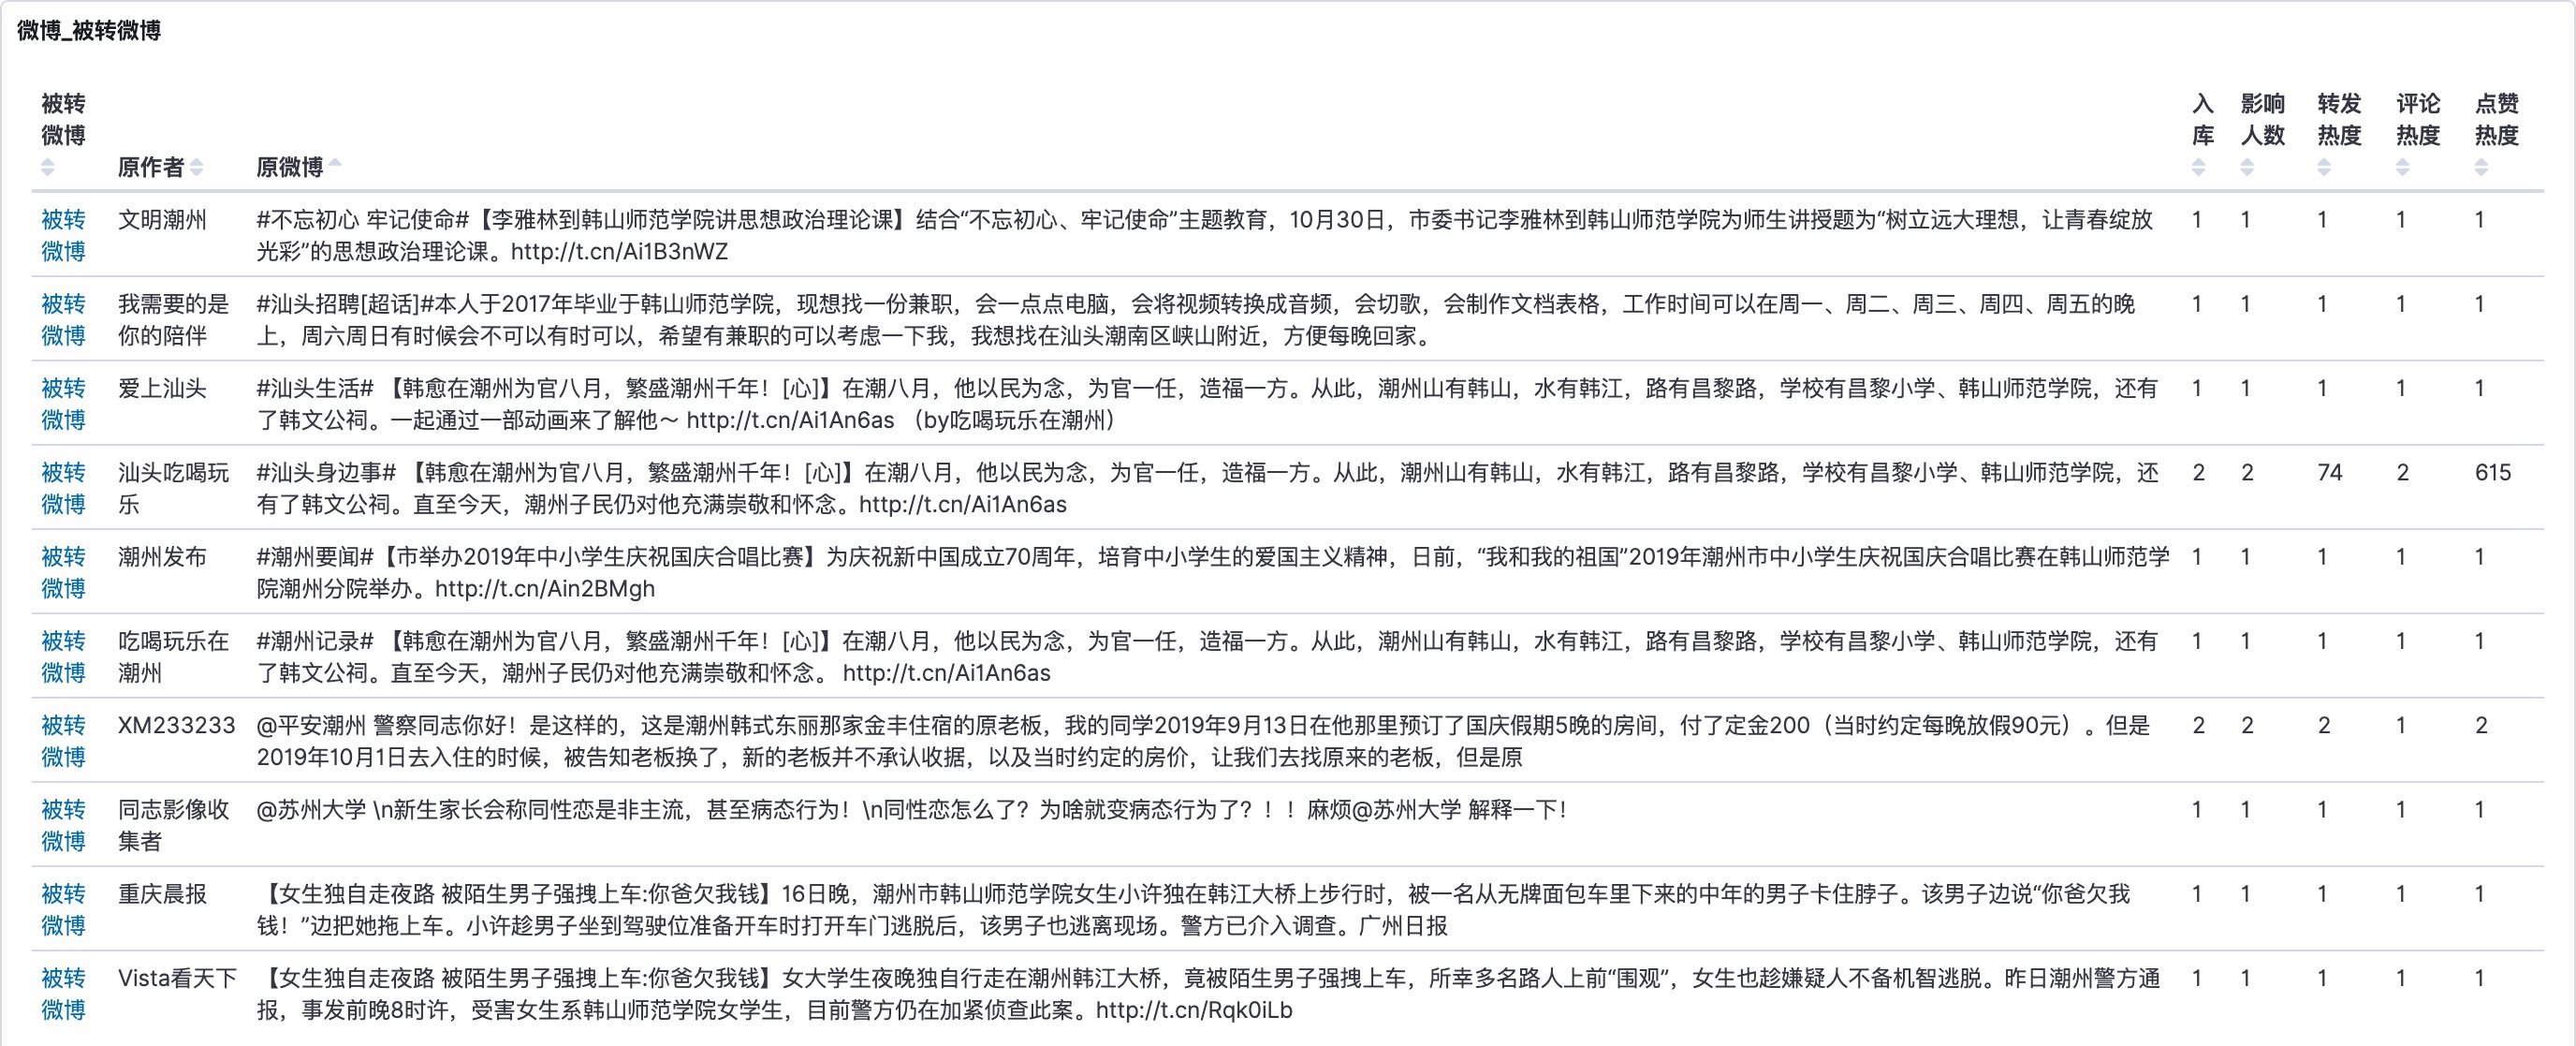 微博_被转微博
被转微博 原作者 原微博 入库 影响人数 转发热度 评论热度 点赞热度
被转微博 文明潮州 #不忘初心 牢记使命#【李雅林到韩山师范学院讲思想政治理论课】结合“不忘初心、牢记使命”主题教育，10月30日，市委书记李雅林到韩山师范学院为师生讲授题为“树立远大理想，让青春绽放 1 1 1 1 1
光彩”的思想政治理论课。http://t.cn/Ai1B3nWZ
被转微博 我需要的是你的陪伴 #汕头招聘[超话]#本人于2017年毕业于韩山师范学院，现想找一份兼职，会一点点电脑，会将视频转换成音频，会切歌，会制作文档表格，工作时间可以在周一、周二、周三、周四、周五的晚 1 1 1 1 1
上，周六周日有时候会不可以有时可以，希望有兼职的可以考虑一下我，我想找在汕头潮南区峡山附近，方便每晚回家。
被转微博 爱上汕头 #汕头生活# 【韩愈在潮州为官八月，繁盛潮州千年！[心]】在潮八月，他以民为念，为官一任，造福一方。从此，潮州山有韩山，水有韩江，路有昌黎路，学校有昌黎小学、韩山师范学院，还有 1 1 1 1 1
了韩文公祠。一起通过一部动画来了解他～ http://t.cn/Ai1An6as （by吃喝玩乐在潮州）
被转微博 汕头吃喝玩乐 #汕头身边事# 【韩愈在潮州为官八月，繁盛潮州千年！[心]】在潮八月，他以民为念，为官一任，造福一方。从此，潮州山有韩山，水有韩江，路有昌黎路，学校有昌黎小学、韩山师范学院，还 2 2 74 2 615
有了韩文公祠。直至今天，潮州子民仍对他充满崇敬和怀念。http://t.cn/Ai1An6as
被转微博 潮州发布 #潮州要闻#【市举办2019年中小学生庆祝国庆合唱比赛】为庆祝新中国成立70周年，培育中小学生的爱国主义精神，日前，“我和我的祖国”2019年潮州市中小学生庆祝国庆合唱比赛在韩山师范学 1 1 1 1 1
院潮州分院举办。http://t.cn/Ain2BMgh
被转微博 吃喝玩乐在潮州 #潮州记录# 【韩愈在潮州为官八月，繁盛潮州千年！[心]】在潮八月，他以民为念，为官一任，造福一方。从此，潮州山有韩山，水有韩江，路有昌黎路，学校有昌黎小学、韩山师范学院，还有 1 1 1 1 1
了韩文公祠。直至今天，潮州子民仍对他充满崇敬和怀念。 http://t.cn/Ai1An6as
被转微博 XM233233 @平安潮州 警察同志你好！是这样的，这是潮州韩式东丽那家金丰住宿的原老板，我的同学2019年9月13日在他那里预订了国庆假期5晚的房间，付了定金200（当时约定每晚放假90元）。但是 2 2 2 1 2
2019年10月1日去入住的时候，被告知老板换了，新的老板并不承认收据，以及当时约定的房价，让我们去找原来的老板，但是原
被转微博 同志影像收集者 @苏州大学 \n新生家长会称同性恋是非主流，甚至病态行为！\n同性恋怎么了？为啥就变病态行为了？！！麻烦@苏州大学 解释一下！ 1 1 1 1 1
被转微博 重庆晨报 【女生独自走夜路 被陌生男子强拽上车:你爸欠我钱】16日晚，潮州市韩山师范学院女生小许独在韩江大桥上步行时，被一名从无牌面包车里下来的中年的男子卡住脖子。该男子边说“你爸欠我 1 1 1 1 1
钱！”边把她拖上车。小许趁男子坐到驾驶位准备开车时打开车门逃脱后，该男子也逃离现场。警方已介入调查。广州日报
被转微博 Vista看天下 【女生独自走夜路 被陌生男子强拽上车:你爸欠我钱】女大学生夜晚独自行走在潮州韩江大桥，竟被陌生男子强拽上车，所幸多名路人上前“围观”，女生也趁嫌疑人不备机智逃脱。昨日潮州警方通 1 1 1 1 1
报，事发前晚8时许，受害女生系韩山师范学院女学生，目前警方仍在加紧侦查此案。http://t.cn/Rqk0iLb